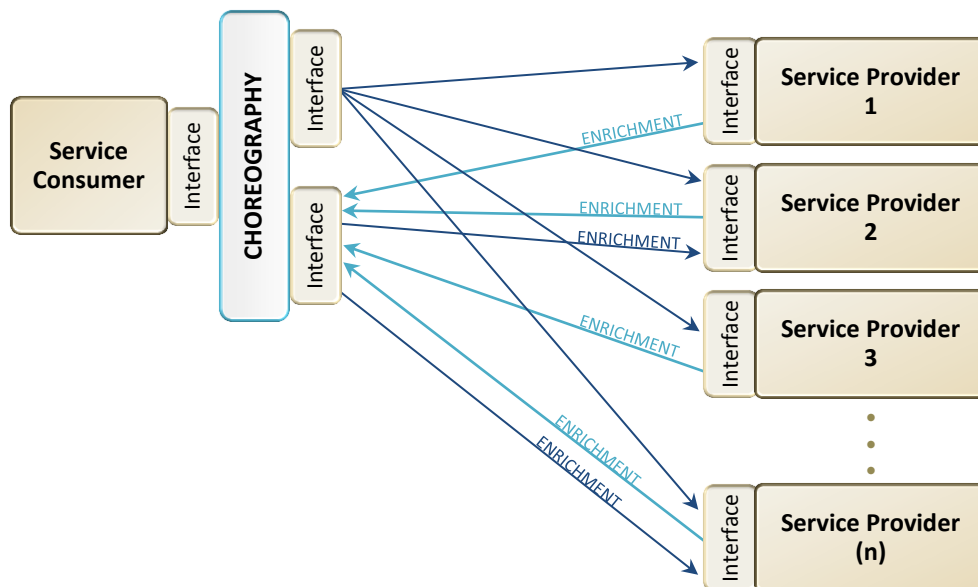 Service
Consumer
Interface
CHOREOGRAPHY
Interface
Interface
ENRICHMENT
ENRICHMENT
ENRICHMENT
ENRICHMENT
ENRICHMENT
ENRICHMENT
Interface
Service Provider
1
Interface
Service Provider
2
Interface
Service Provider
3
Interface
Service Provider
(n)